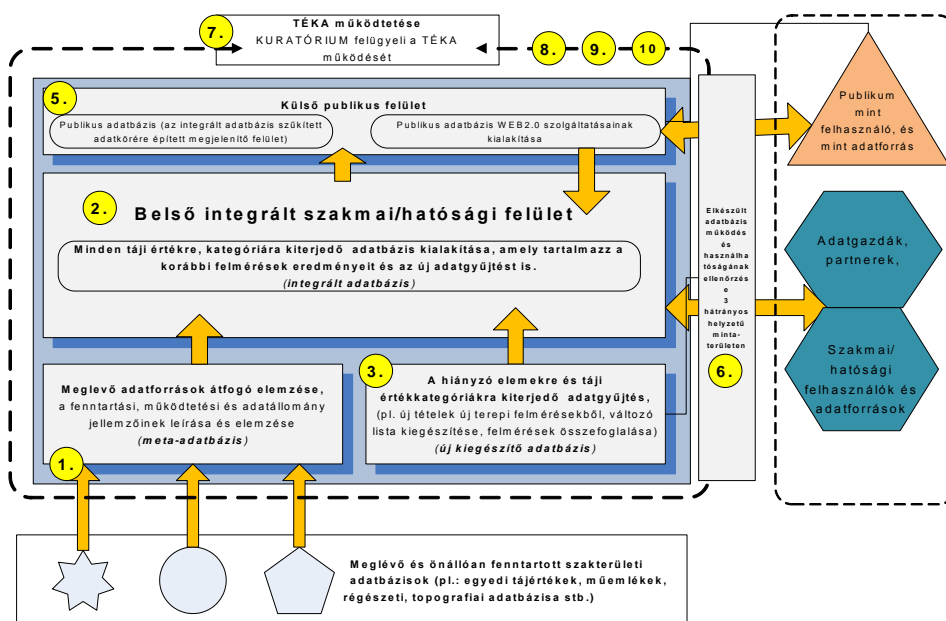 7.
TÉKA működtetése
KURATÓRIUM felügyeli a TÉKA
működését
8.
9.
10
5.
Külső publikus felület
Publikus adatbázis (az integrált adatbázis szűkített
adatkörére épített megjelenítő felület)
Publikus adatbázis WEB2.0 szolgáltatásainak
kialakítása
2.
Belső integrált szakmai/hatósági felület
Minden táji értékre, kategóriára kiterjedő adatbázis kialakítása, amely tartalmazz a
korábbi felmérések eredményeit és az új adatgyűjtést is.
(integrált adatbázis)
Meglevő adatforrások átfogó elemzése,
a fenntartási, működtetési és adatállomány
jellemzőinek leírása és elemzése
(meta-adatbázis)
1.
3.
A hiányzó elemekre és táji
értékkategóriákra kiterjedő adatgyűjtés,
(pl. új tételek új terepi felmérésekből, változó
lista kiegészítése, felmérések összefoglalása)
(új kiegészítő adatbázis)
Elkészült
adatbázis
működés
és
használha
tóságának
ellenőrzés
e
3
hátrányos
helyzetű
minta-
területen
6.
Publikum
mint
felhasználó, és
mint adatforrás
Adatgazdák,
partnerek,
Szakmai/
hatósági
felhasználók és
adatforrások
Meglévő és önállóan fenntartott szakterületi
adatbázisok (pl.: egyedi tájértékek, műemlékek,
régészeti, topografiai adatbázisa stb.)